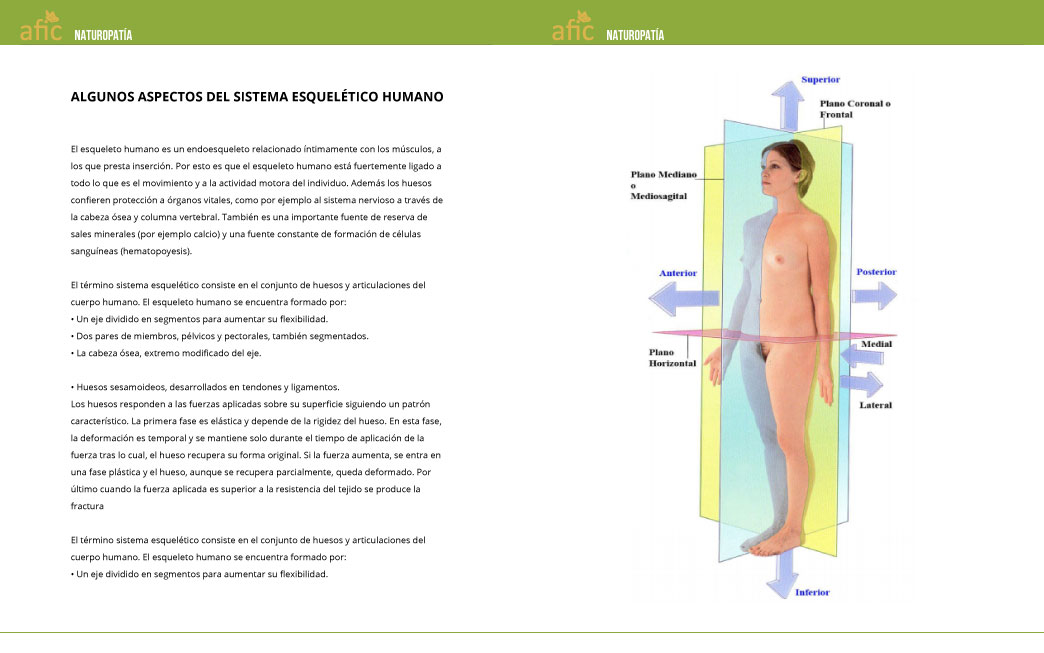 afic NATUROPATÍA
ALGUNOS ASPECTOS DEL SISTEMA ESQUELÉTICO HUMANO
El esqueleto humano es un endoesqueleto relacionado íntimamente con los músculos, a
los que presta inserción. Por esto es que el esqueleto humano está fuertemente ligado a
todo lo que es el movimiento y a la actividad motora del individuo. Además los huesos
confieren protección a órganos vitales, como por ejemplo al sistema nervioso a través de
la cabeza ósea y columna vertebral. También es una importante fuente de reserva de
sales minerales (por ejemplo calcio) y una fuente constante de formación de células
sanguíneas (hematopoyesis).
El término sistema esquelético consiste en el conjunto de huesos y articulaciones del
cuerpo humano. El esqueleto humano se encuentra formado por:
• Un eje dividido en segmentos para aumentar su flexibilidad.
• Dos pares de miembros, pélvicos y pectorales, también segmentados.
• La cabeza ósea, extremo modificado del eje.
• Huesos sesamoideos, desarrollados en tendones y ligamentos.
Los huesos responden a las fuerzas aplicadas sobre su superficie siguiendo un patrón
característico. La primera fase es elástica y depende de la rigidez del hueso. En esta fase,
la deformación es temporal y se mantiene solo durante el tiempo de aplicación de la
fuerza tras lo cual, el hueso recupera su forma original. Si la fuerza aumenta, se entra en
una fase plástica y el hueso, aunque se recupera parcialmente, queda deformado. Por
último cuando la fuerza aplicada es superior a la resistencia del tejido se produce la
fractura
El término sistema esquelético consiste en el conjunto de huesos y articulaciones del
cuerpo humano. El esqueleto humano se encuentra formado por:
• Un eje dividido en segmentos para aumentar su flexibilidad.
afic NATUROPATÍA
Superior
Plano Coronal o
Frontal
Plano Mediano
o
Mediosagital
Anterior
Posterior
Plano
Horizontal
Medial
Lateral
Inferior